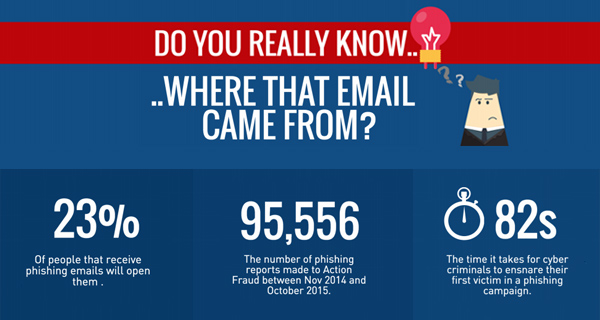 DO YOU REALLY KNOW..
..WHERE THAT EMAIL
CAME FROM?
23%
Of people that receive
phishing emails will open
them .
95,556
The number of phishing
reports made to Action
Fraud between Nov 2014 and
October 2015.
82s
The time it takes for cyber
criminals to ensnare their
first victim in a phishing
campaign.